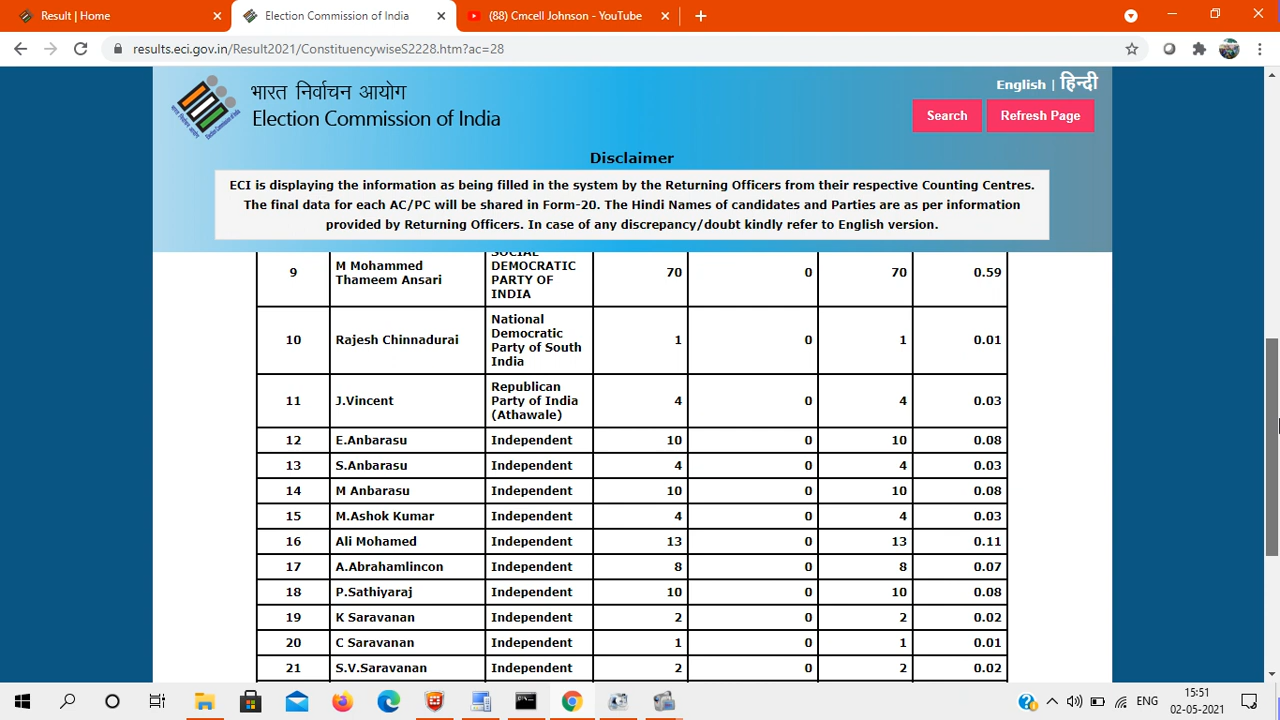 Result | Home
Election Commission of India
(88) Cmcell Johnson - YouTube
results.eci.gov.in/Result2021/ConstituencywiseS2228.htm?ac=28
भारत निर्वाचन आयोग
Election Commission of India
English | हिन्दी
Search
Refresh Page
Disclaimer
ECI is displaying the information as being filled in the system by the Returning Officers from their respective Counting Centres.
The final data for each AC/PC will be shared in Form-20. The Hindi Names of candidates and Parties are as per information
provided by Returning Officers. In case of any discrepancy/doubt kindly refer to English version.
9 M Mohammed Thameem Ansari SOCIAL DEMOCRATIC PARTY OF INDIA 70 0 70 0.59
10 Rajesh Chinnadurai National Democratic Party of South India 1 0 1 0.01
11 J.Vincent Republican Party of India (Athawale) 4 0 4 0.03
12 E.Anbarasu Independent 10 0 10 0.08
13 S.Anbarasu Independent 4 0 4 0.03
14 M Anbarasu Independent 10 0 10 0.08
15 M.Ashok Kumar Independent 4 0 4 0.03
16 Ali Mohamed Independent 13 0 13 0.11
17 A.Abrahamlincon Independent 8 0 8 0.07
18 P.Sathiyaraj Independent 10 0 10 0.08
19 K Saravanan Independent 2 0 2 0.02
20 C Saravanan Independent 1 0 1 0.01
21 S.V.Saravanan Independent 2 0 2 0.02
ENG
5:51
02-05-2021